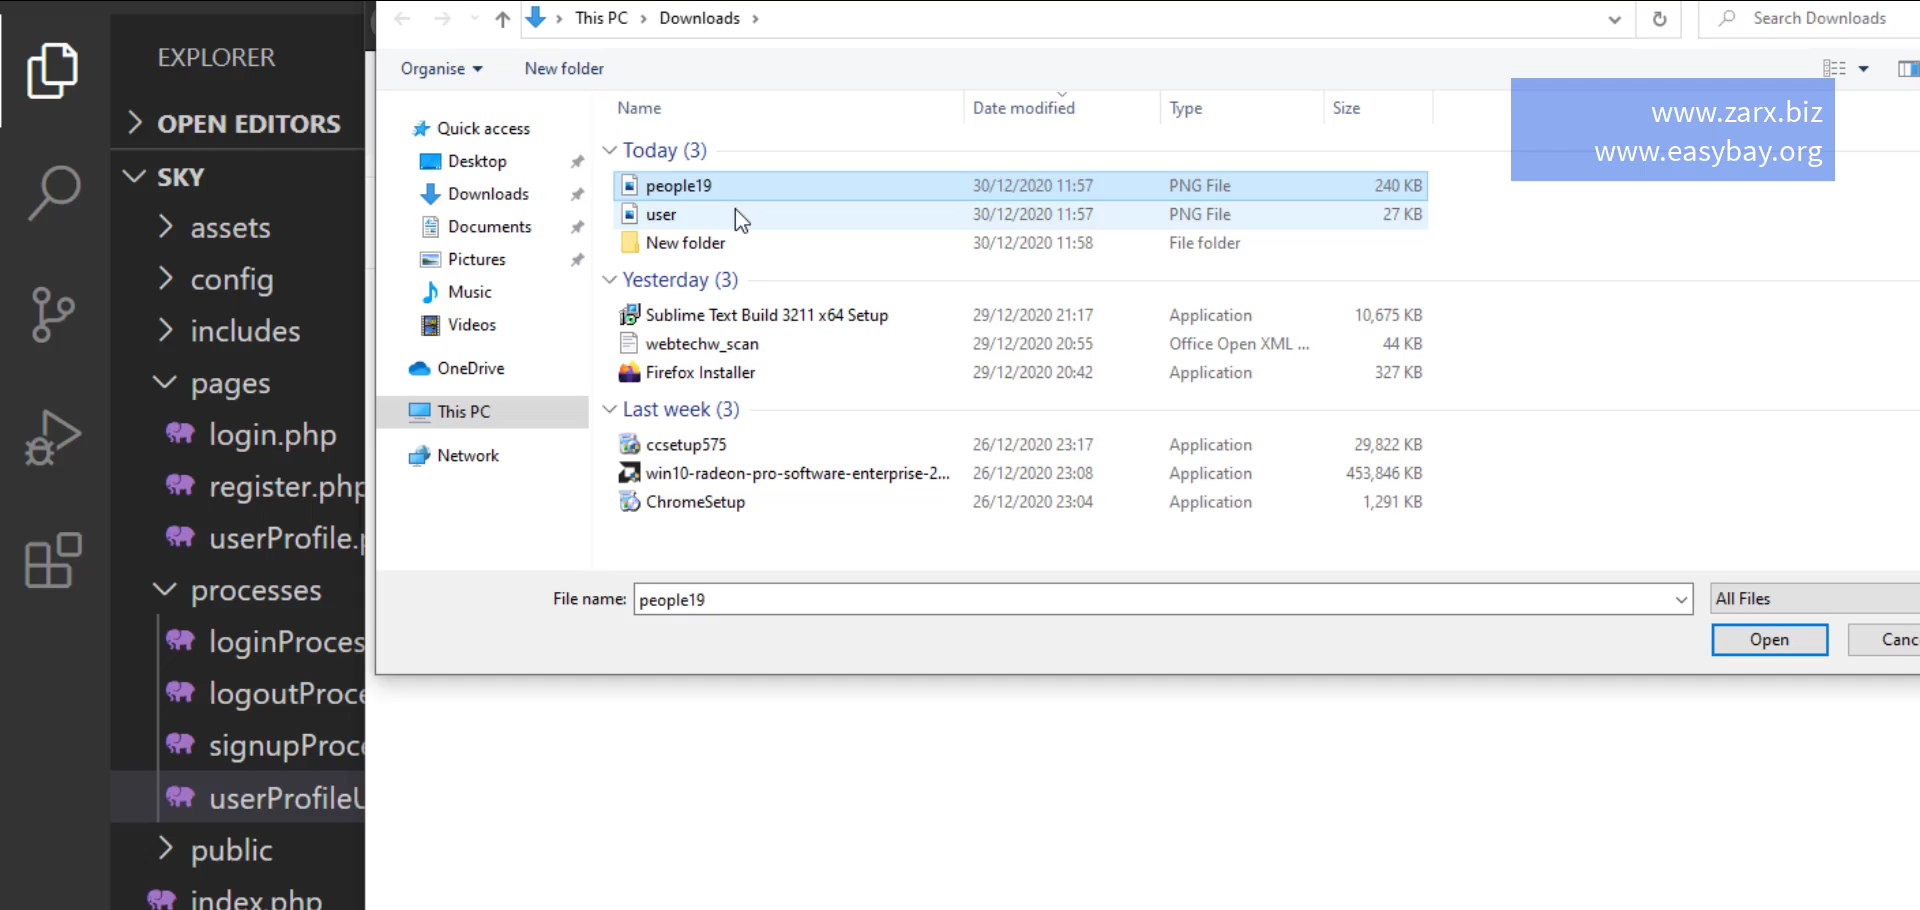 EXPLORER
OPEN EDITORS
SKY
assets
config
includes
pages
login.php
register.php
userProfile.p
processes
loginProces
logoutProce
signupProce
userProfileU
public
index.php
This PC > Downloads >
Search Downloads
Organise
New folder
www.zarx.biz
www.easybay.org
Quick access
Desktop
Downloads
Documents
Pictures
Music
Videos
OneDrive
This PC
Network
Name Date modified Type Size
Today (3)
people19 30/12/2020 11:57 PNG File 240 KB
user 30/12/2020 11:57 PNG File 27 KB
New folder 30/12/2020 11:58 File folder
Yesterday (3)
Sublime Text Build 3211 x64 Setup 29/12/2020 21:17 Application 10,675 KB
webtechw_scan 29/12/2020 20:55 Office Open XML ... 44 KB
Firefox Installer 29/12/2020 20:42 Application 327 KB
Last week (3)
ccsetup575 26/12/2020 23:17 Application 29,822 KB
win10-radeon-pro-software-enterprise-2... 26/12/2020 23:08 Application 453,846 KB
ChromeSetup 26/12/2020 23:04 Application 1,291 KB
File name: people19 All Files
Open Canc